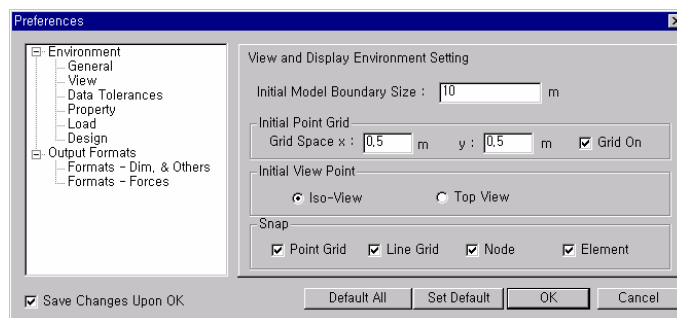 Preferences
Environment
General
View
Data Tolerances
Property
Load
Design
Output Formats
Formats - Dim, & Others
Formats - Forces
View and Display Environment Setting
Initial Model Boundary Size : 10 m
Initial Point Grid
Grid Space x : 0,5 m y : 0,5 m Grid On
Initial View Point
Iso-View Top View
Snap
Point Grid Line Grid Node Element
Save Changes Upon OK
Default All Set Default OK Cancel